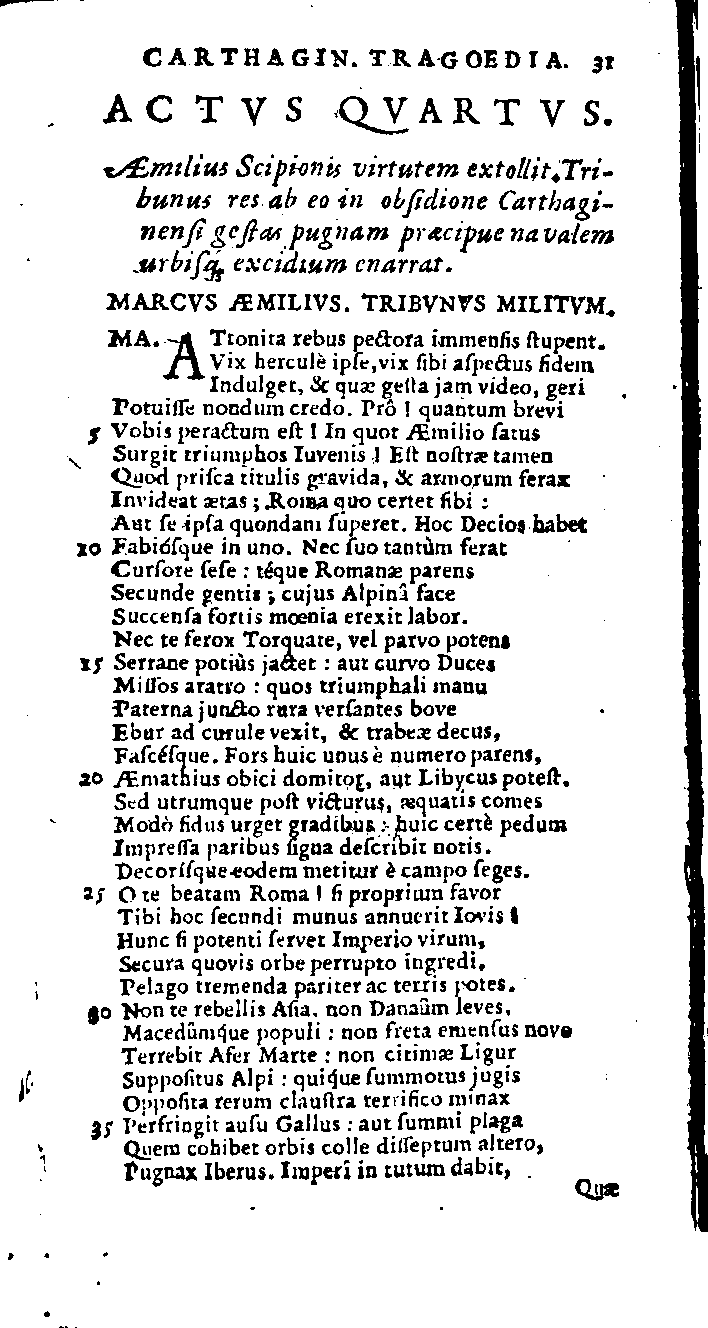 CARTHAGIN. TRAGOEDIA. 31
ACTVS QVARTVS.
Æmilius Scipionis virtutem extollit. Tri-
bunus res ab eo in obſidione Carthagi-
nenſi geſtas pugnam præcipue navalem
urbiſq; excidium enarrat.
MARCVS ÆMILIVS. TRIBVNVS MILITVM.
MA. ATtonita rebus pectora immenſis ſtupent.
Vix herculè ipſe, vix ſibi aſpectus fidem
Indulget, & quæ geſta jam video, geri
Potuiſſe nondum credo. Prô ! quantum brevi
5 Vobis peractum eſt ! In quot Æmilio ſatus
Surgit triumphos Iuvenis ! Eſt noſtræ tamen
Quod priſca titulis gravida, & armorum ferax
Invideat ætas ; Roma quo certet ſibi :
Aut ſe ipſa quondam ſuperet. Hoc Decios habet
10 Fabióſque in uno. Nec ſuo tantùm ferat
Curſore ſeſe : téque Romanæ parens
Secunde gentis ; cujus Alpinâ face
Succenſa fortis mœnia erexit labor.
Nec te ferox Torquate, vel parvo potens
15 Serrane potiùs jactet : aut curvo Duces
Miſſos aratro : quos triumphali manu
Paterna juncto rura verſantes bove
Ebur ad curule vexit, & trabeæ decus,
Faſcéſque. Fors huic unus è numero parens,
20 Æmathius obici domitor, aut Libycus poteſt.
Sed utrumque poſt victurus, æquatis comes
Modò fidus urget gradibus : huic certè pedum
Impreſſa paribus ſigna deſcribit notis.
Decoriſque eodem metitur è campo ſeges.
25 O te beatam Roma ! ſi proprium favor
Tibi hoc ſecundi munus annuerit Iovis !
Hunc ſi potenti ſervet Imperio virum,
Secura quovis orbe perrupto ingredi,
Pelago tremenda pariter ac terris potes.
30 Non te rebellis Aſia, non Danaûm leves,
Macedûmque populi : non freta emenſus novo
Terrebit Afer Marte : non citimæ Ligur
Suppoſitus Alpi : quique ſummotus jugis
Oppoſita rerum clauſtra terrifico minax
35 Perfringit auſu Gallus : aut ſummi plaga
Quem cohibet orbis colle diſſeptum altero,
Pugnax Iberus. Imperî in tutum dabit,
Quæ